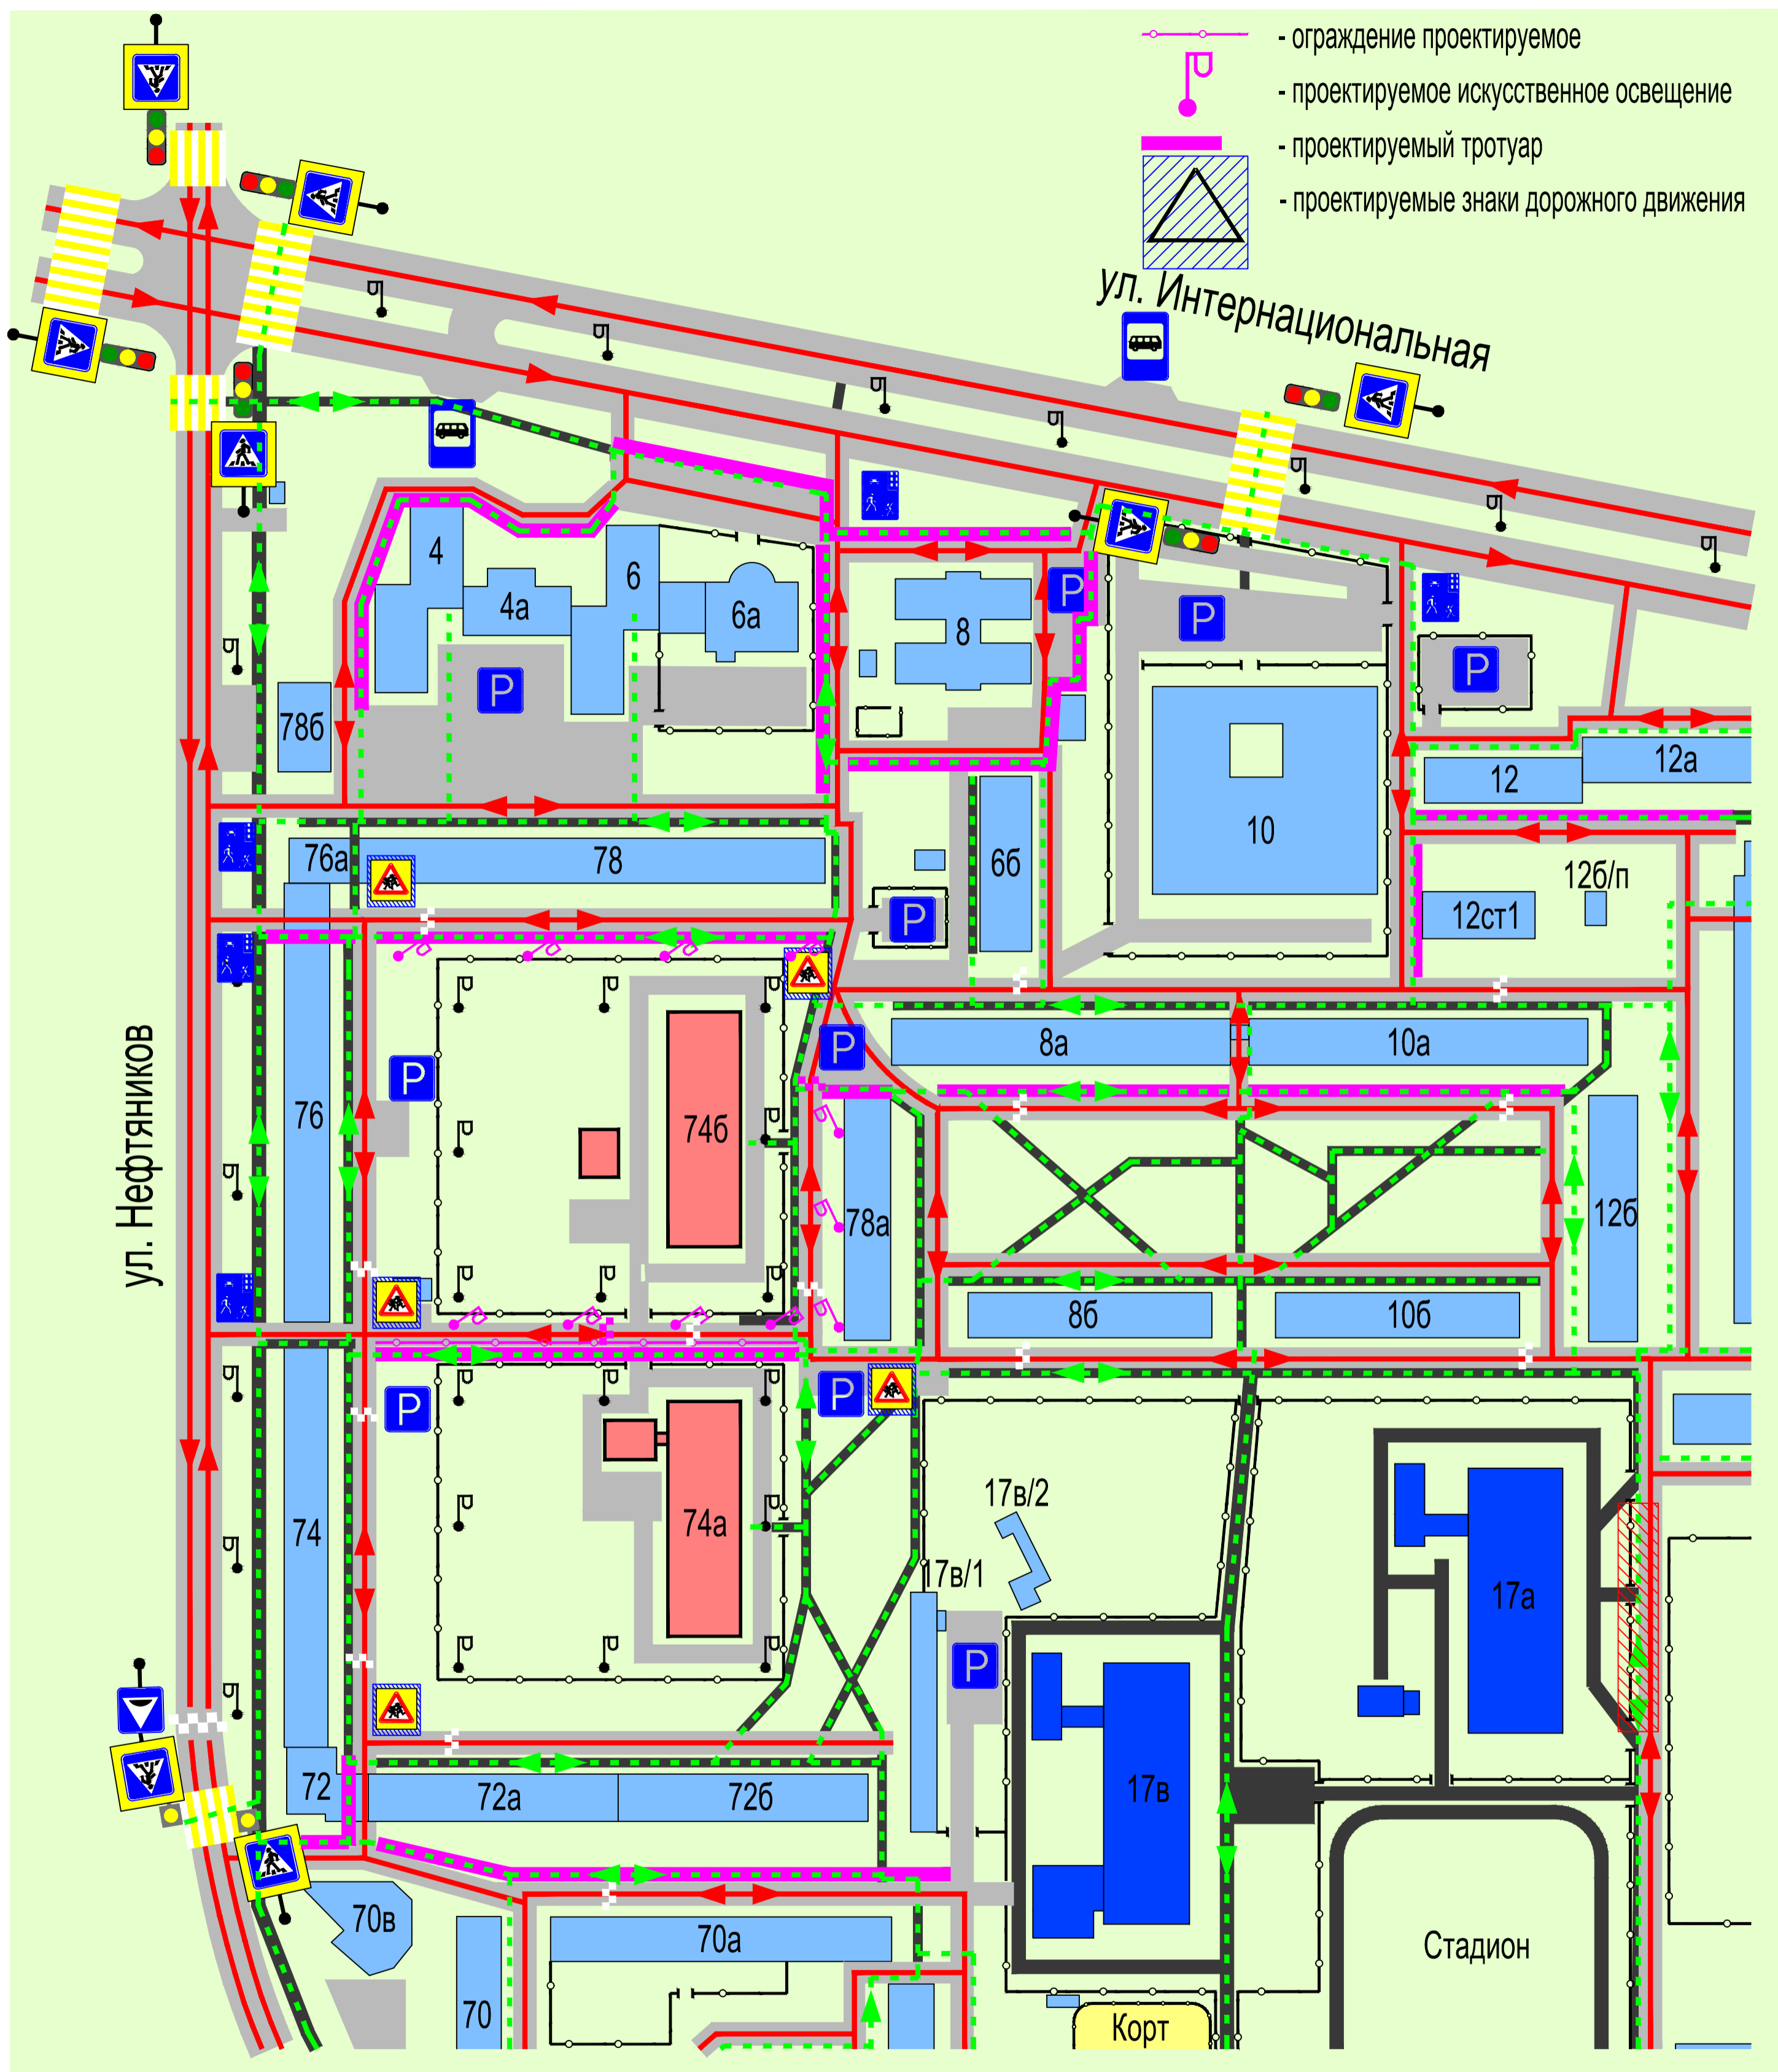 - ограждение проектируемое
- проектируемое искусственное освещение
- проектируемый тротуар
- проектируемые знаки дорожного движения
ул. Интернациональная
4
6
4а
6а
8
P
P
P
P
78б
12а
12
10
76а
78
6б
12б/п
12ст1
P
ул. Нефтяников
8а
10а
P
P
76
74б
78а
12б
8б
10б
P
P
17в/2
74
74а
17в/1
17а
P
72
72а
72б
17в
70в
70а
Стадион
70
Корт